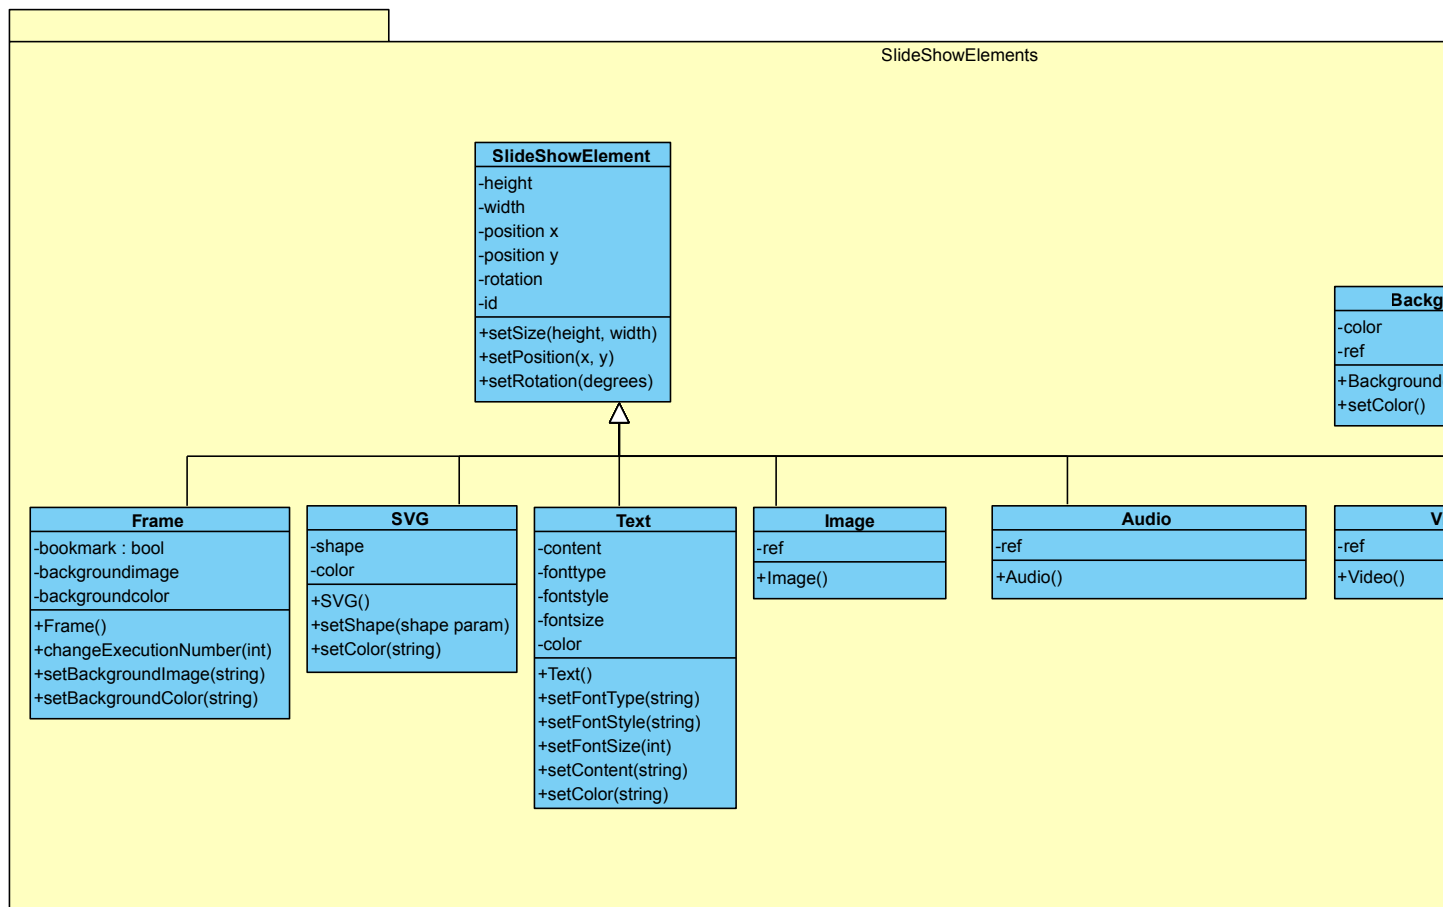 SlideShowElements
SlideShowElement
-height
-width
-position x
-position y
-rotation
-id
+setSize(height, width)
+setPosition(x, y)
+setRotation(degrees)
Backg
-color
-ref
+Background
+setColor()
Frame
-bookmark : bool
-backgroundimage
-backgroundcolor
+Frame()
+changeExecutionNumber(int)
+setBackgroundImage(string)
+setBackgroundColor(string)
SVG
-shape
-color
+SVG()
+setShape(shape param)
+setColor(string)
Text
-content
-fonttype
-fontstyle
-fontsize
-color
+Text()
+setFontType(string)
+setFontStyle(string)
+setFontSize(int)
+setContent(string)
+setColor(string)
Image
-ref
+Image()
Audio
-ref
+Audio()
V
-ref
+Video()